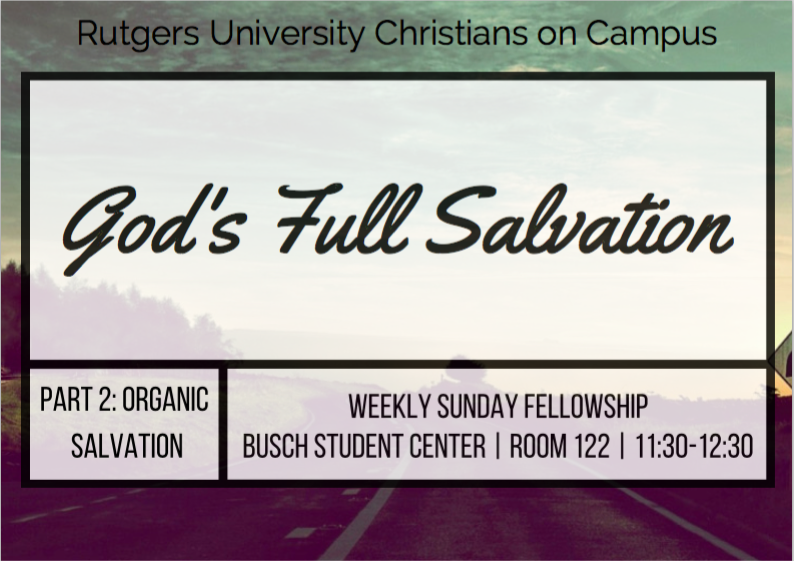 Rutgers University Christians on Campus
God's Full Salvation
PART 2: ORGANIC
SALVATION
WEEKLY SUNDAY FELLOWSHIP
BUSCH STUDENT CENTER | ROOM 122 | 11:30-12:30